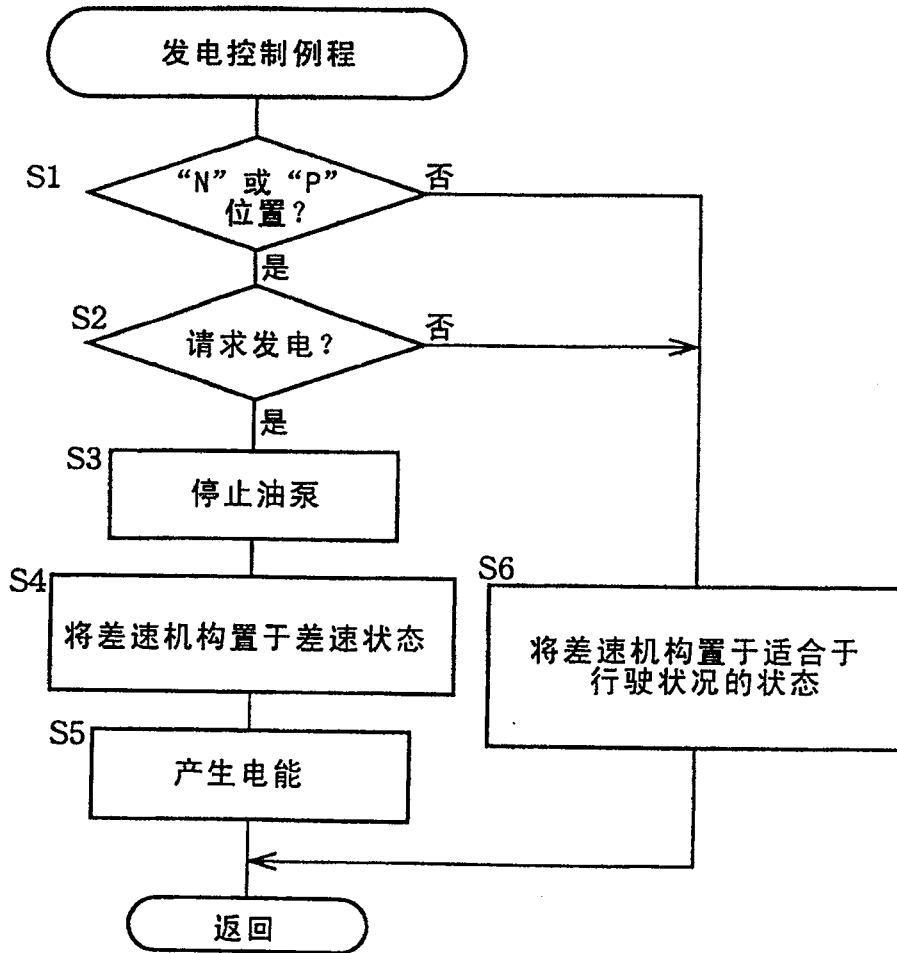 发电控制例程
S1
“N”或“P”
位置？
否
是
S2
请求发电？
否
是
S3
停止油泵
S4
将差速机构置于差速状态
S6
将差速机构置于适合于
行驶状况的状态
S5
产生电能
返回